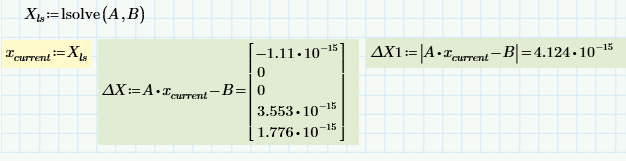 X_ls := lsolve(A, B)
x_current := X_ls
ΔX := A · x_current − B = [−1.11 · 10^−15
0
0
3.553 · 10^−15
1.776 · 10^−15]
ΔX1 := |A · x_current − B| = 4.124 · 10^−15